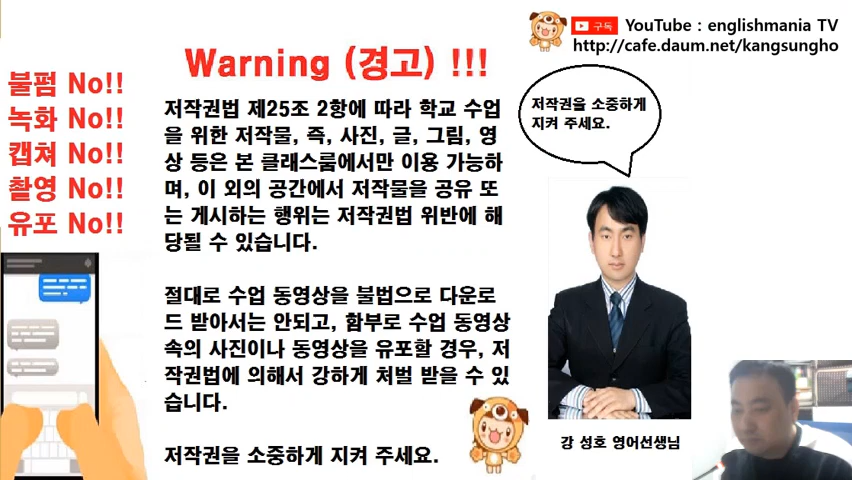 구독 YouTube : englishmania TV
http://cafe.daum.net/kangsungho
Warning (경고) !!!
불펌 No!!
녹화 No!!
캡쳐 No!!
촬영 No!!
유포 No!!
저작권법 제25조 2항에 따라 학교 수업
을 위한 저작물, 즉, 사진, 글, 그림, 영
상 등은 본 클래스룸에서만 이용 가능하
며, 이 외의 공간에서 저작물을 공유 또
는 게시하는 행위는 저작권법 위반에 해
당될 수 있습니다.
절대로 수업 동영상을 불법으로 다운로
드 받아서는 안되고, 함부로 수업 동영상
속의 사진이나 동영상을 유포할 경우, 저
작권법에 의해서 강하게 처벌 받을 수 있
습니다.
저작권을 소중하게 지켜 주세요.
저작권을 소중하게
지켜 주세요.
강 성호 영어선생님